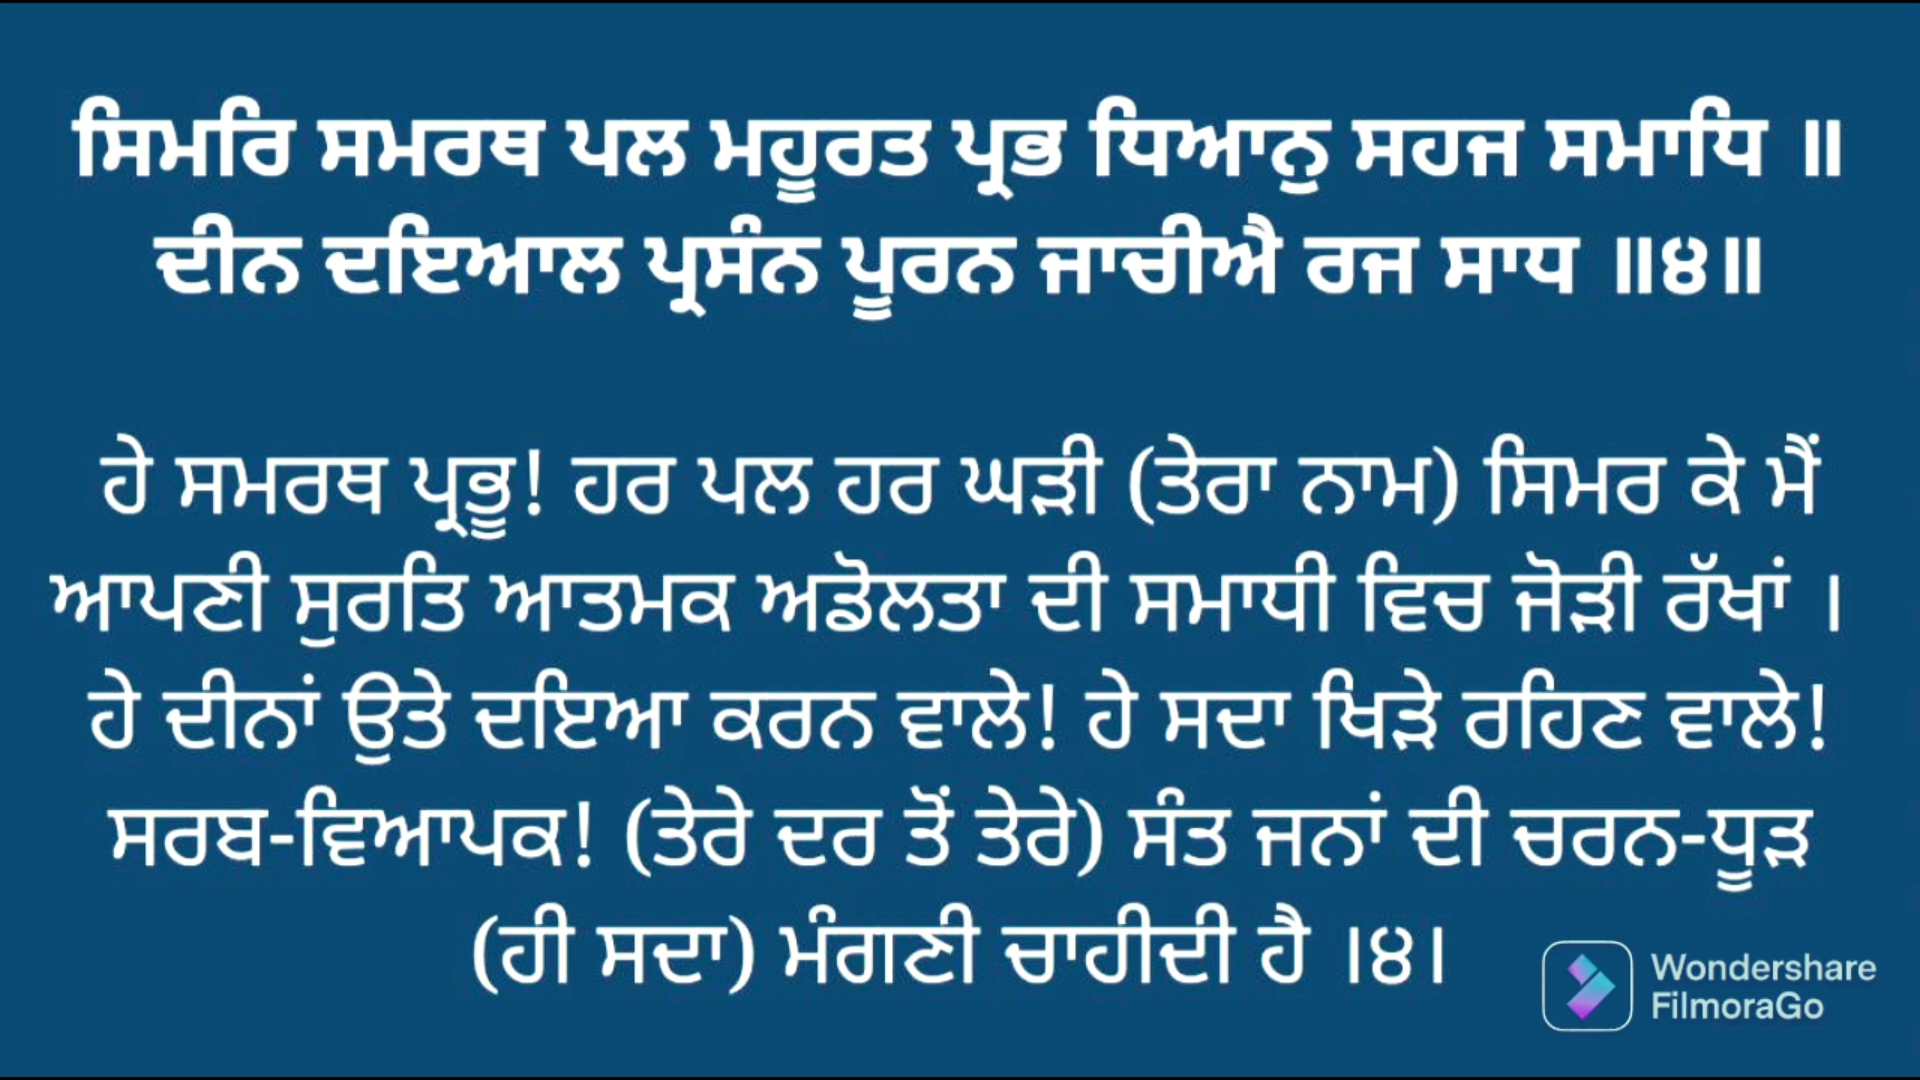 ਸਿਮਰਿ ਸਮਰਥ ਪਲ ਮਹੂਰਤ ਪ੍ਰਭ ਧਿਆਨੁ ਸਹਜ ਸਮਾਧਿ ॥
ਦੀਨ ਦਇਆਲ ਪ੍ਰਸੰਨ ਪੂਰਨ ਜਾਚੀਐ ਰਜ ਸਾਧ ॥੪॥
ਹੇ ਸਮਰਥ ਪ੍ਰਭੂ! ਹਰ ਪਲ ਹਰ ਘੜੀ (ਤੇਰਾ ਨਾਮ) ਸਿਮਰ ਕੇ ਮੈਂ
ਆਪਣੀ ਸੁਰਤਿ ਆਤਮਕ ਅਡੋਲਤਾ ਦੀ ਸਮਾਧੀ ਵਿਚ ਜੋੜੀ ਰੱਖਾਂ ।
ਹੇ ਦੀਨਾਂ ਉਤੇ ਦਇਆ ਕਰਨ ਵਾਲੇ! ਹੇ ਸਦਾ ਖਿੜੇ ਰਹਿਣ ਵਾਲੇ!
ਸਰਬ-ਵਿਆਪਕ! (ਤੇਰੇ ਦਰ ਤੋਂ ਤੇਰੇ) ਸੰਤ ਜਨਾਂ ਦੀ ਚਰਨ-ਧੂੜ
(ਹੀ ਸਦਾ) ਮੰਗਣੀ ਚਾਹੀਦੀ ਹੈ ।੪।
Wondershare
FilmoraGo